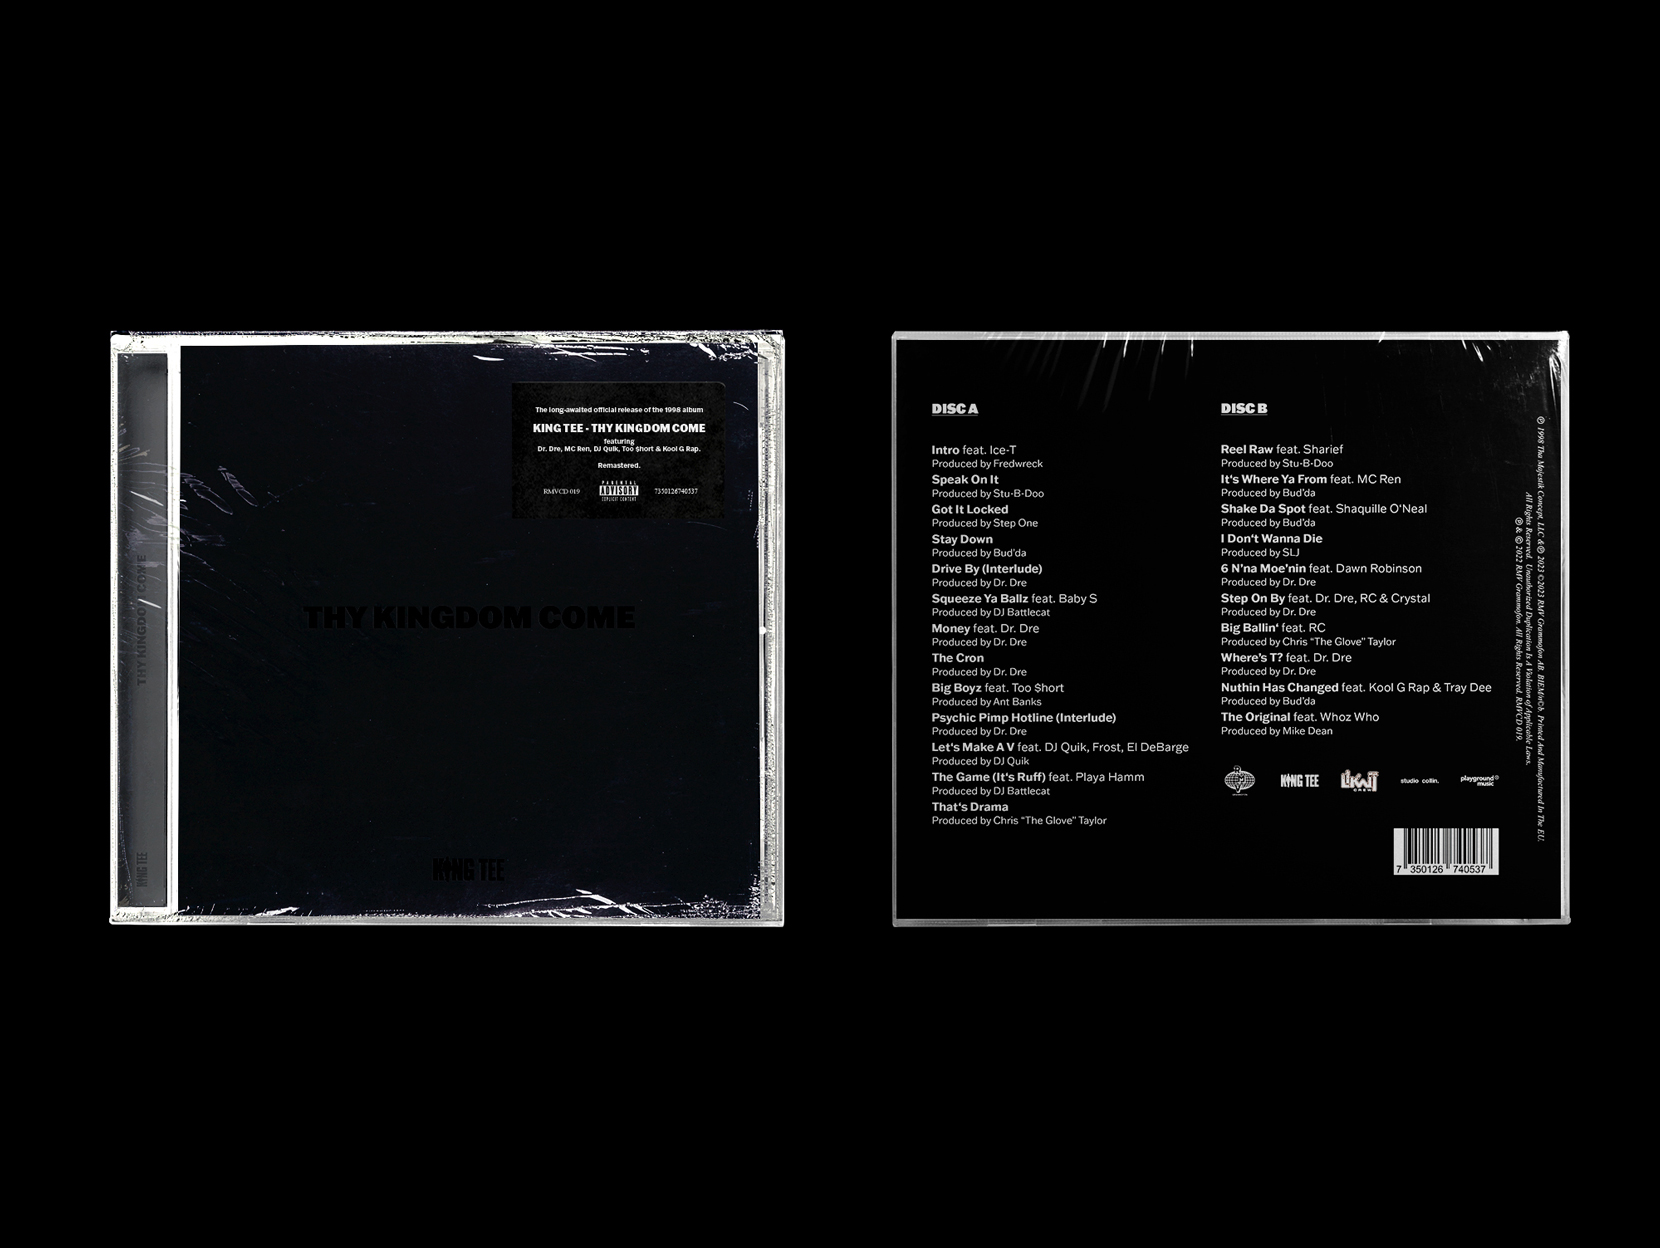 THY KINGDOM COME
KING TEE
The long-awaited official release of the 1998 album
KING TEE - THY KINGDOM COME
featuring
Dr. Dre, MC Ren, DJ Quik, Too $hort & Kool G Rap.
Remastered.
RMVCD 019
PARENTAL
ADVISORY
EXPLICIT CONTENT
7350126740537
THY KINGDOM COME
KING TEE
DISC A
Intro feat. Ice-T
Produced by Fredwreck
Speak On It
Produced by Stu-B-Doo
Got It Locked
Produced by Step One
Stay Down
Produced by Bud'da
Drive By (Interlude)
Produced by Dr. Dre
Squeeze Ya Ballz feat. Baby S
Produced by DJ Battlecat
Money feat. Dr. Dre
Produced by Dr. Dre
The Cron
Produced by Dr. Dre
Big Boyz feat. Too $hort
Produced by Ant Banks
Psychic Pimp Hotline (Interlude)
Produced by Dr. Dre
Let's Make A V feat. DJ Quik, Frost, El DeBarge
Produced by DJ Quik
The Game (It's Ruff) feat. Playa Hamm
Produced by DJ Battlecat
That's Drama
Produced by Chris "The Glove" Taylor
DISC B
Reel Raw feat. Sharief
Produced by Stu-B-Doo
It's Where Ya From feat. MC Ren
Produced by Bud'da
Shake Da Spot feat. Shaquille O'Neal
Produced by Bud'da
I Don't Wanna Die
Produced by SLJ
6 N'na Moe'nin feat. Dawn Robinson
Produced by Dr. Dre
Step On By feat. Dr. Dre, RC & Crystal
Produced by Dr. Dre
Big Ballin' feat. RC
Produced by Chris "The Glove" Taylor
Where's T? feat. Dr. Dre
Produced by Dr. Dre
Nuthin Has Changed feat. Kool G Rap & Tray Dee
Produced by Bud'da
The Original feat. Whoz Who
Produced by Mike Dean
KING TEE
LIKWIT
CREW
studio collin.
playground
music
7 350126 740537
℗ 1998 Tha Majestik Concept, LLC & ℗ 2023 ©2023 RMV Grammofon AB. BIEM/n©b. Printed And Manufactured In The EU.
All Rights Reserved. Unauthorized Duplication Is A Violation of Applicable Laws.
℗ & © 2022 RMV Grammofon. All Rights Reserved. RMVCD 019.